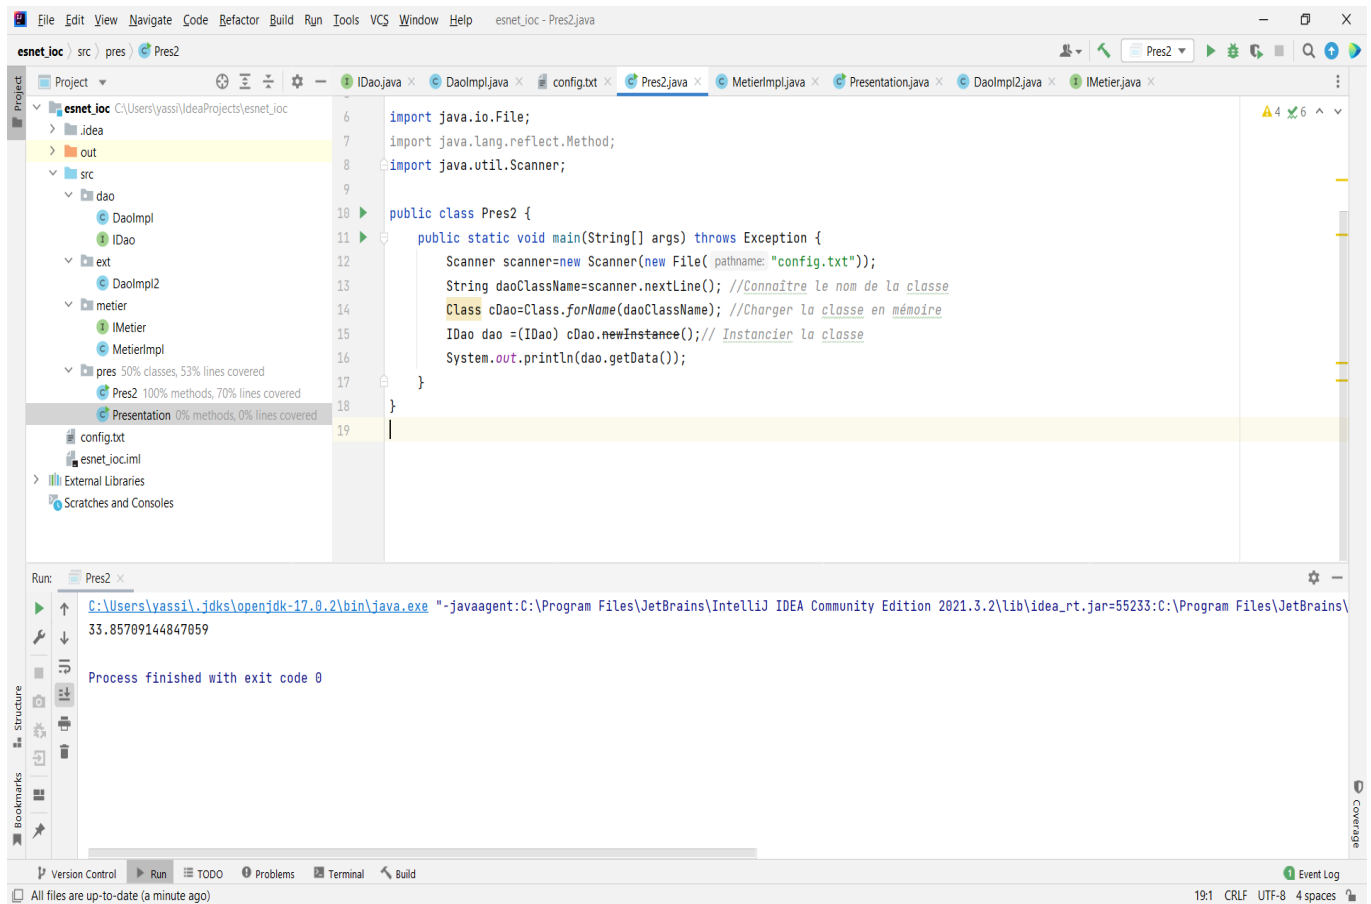 File Edit View Navigate Code Refactor Build Run Tools VCS Window Help esnet_ioc - Pres2.java
esnet_ioc src pres Pres2
Pres2
Project
IDao.java DaoImpl.java config.txt Pres2.java MetierImpl.java Presentation.java DaoImpl2.java IMetier.java
Project
esnet_ioc C:\Users\yassi\IdeaProjects\esnet_ioc
.idea
out
src
dao
DaoImpl
IDao
ext
DaoImpl2
metier
IMetier
MetierImpl
pres 50% classes, 53% lines covered
Pres2 100% methods, 70% lines covered
Presentation 0% methods, 0% lines covered
config.txt
esnet_ioc.iml
External Libraries
Scratches and Consoles
4 6
6 import java.io.File;
7 import java.lang.reflect.Method;
8 import java.util.Scanner;
9
10 public class Pres2 {
11 public static void main(String[] args) throws Exception {
12 Scanner scanner=new Scanner(new File( pathname: "config.txt"));
13 String daoClassName=scanner.nextLine(); //Connaître le nom de la classe
14 Class cDao=Class.forName(daoClassName); //Charger la classe en mémoire
15 IDao dao =(IDao) cDao.newInstance();// Instancier la classe
16 System.out.println(dao.getData());
17 }
18 }
19
Run: Pres2
C:\Users\yassi\.jdks\openjdk-17.0.2\bin\java.exe "-javaagent:C:\Program Files\JetBrains\IntelliJ IDEA Community Edition 2021.3.2\lib\idea_rt.jar=55233:C:\Program Files\JetBrains\
33.85709144847059
Process finished with exit code 0
Structure
Bookmarks
Coverage
Version Control Run TODO Problems Terminal Build
1 Event Log
All files are up-to-date (a minute ago)
19:1 CRLF UTF-8 4 spaces